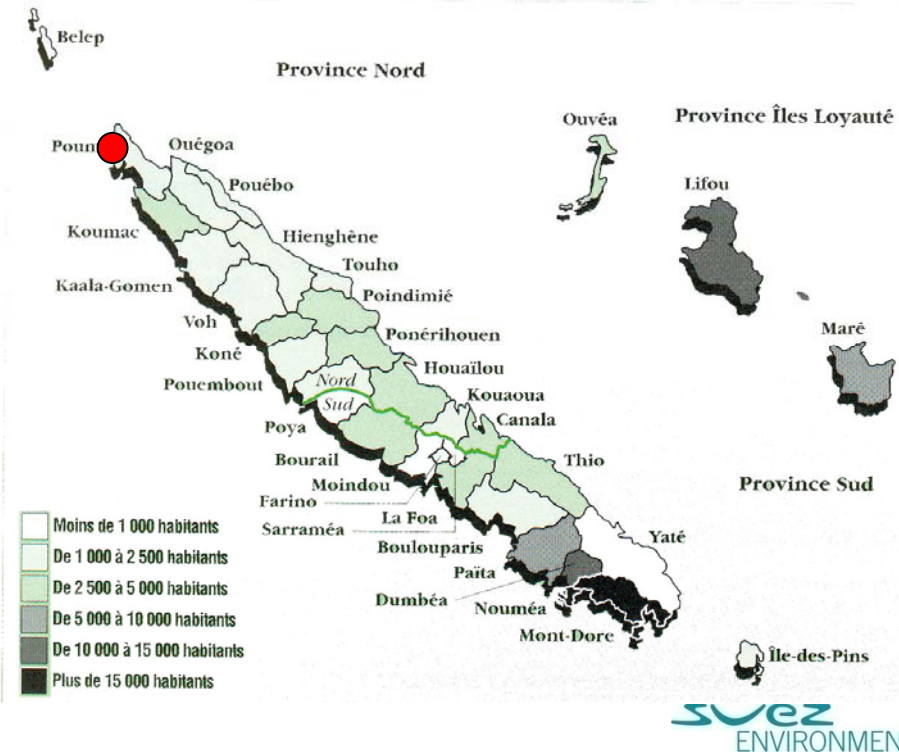 Belep
Province Nord
Ouvéa
Province Îles Loyauté
Poun
Ouégoa
Pouébo
Lifou
Koumac
Hienghène
Touho
Kaala-Gomen
Poindimié
Voh
Ponérihouen
Maré
Koné
Houaïlou
Pouembout
Nord
Kouaoua
Sud
Canala
Poya
Bourail
Thio
Moindou
Province Sud
Farino
La Foa
Sarraméa
Yaté
Boulouparis
Païta
Dumbéa
Nouméa
Mont-Dore
Île-des-Pins
Moins de 1 000 habitants
De 1 000 à 2 500 habitants
De 2 500 à 5 000 habitants
De 5 000 à 10 000 habitants
De 10 000 à 15 000 habitants
Plus de 15 000 habitants
suez
ENVIRONMEN